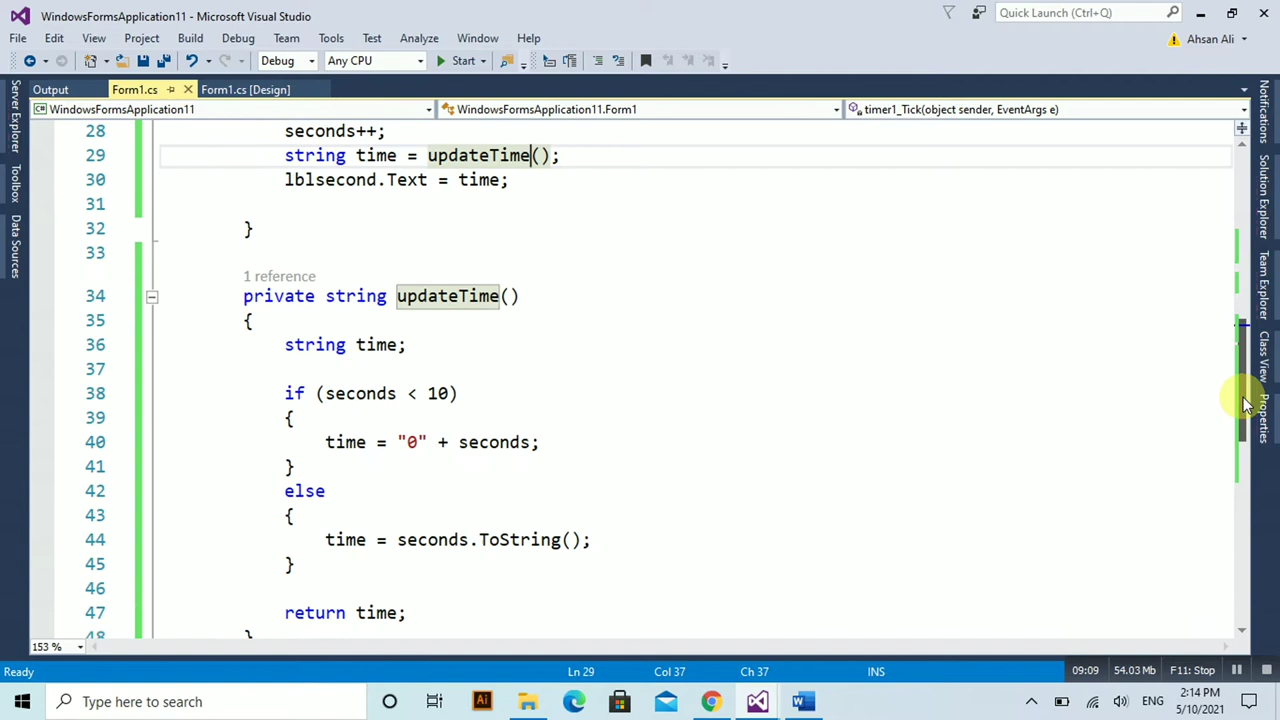 WindowsFormsApplication11 - Microsoft Visual Studio
Quick Launch (Ctrl+Q)
File Edit View Project Build Debug Team Tools Test Analyze Window Help
Ahsan Ali
Debug Any CPU Start
Output Form1.cs Form1.cs [Design]
WindowsFormsApplication11 WindowsFormsApplication11.Form1 timer1_Tick(object sender, EventArgs e)
Server Explorer
Toolbox
Data Sources
28 seconds++;
29 string time = updateTime();
30 lblsecond.Text = time;
31
32 }
33
1 reference
34 private string updateTime()
35 {
36 string time;
37
38 if (seconds < 10)
39 {
40 time = "0" + seconds;
41 }
42 else
43 {
44 time = seconds.ToString();
45 }
46
47 return time;
48 }
Notifications
Solution Explorer
Team Explorer
Class View
Properties
153 %
Ready Ln 29 Col 37 Ch 37 INS 09:09 54.03 Mb F11: Stop
Type here to search
Ai
ENG
2:14 PM
5/10/2021